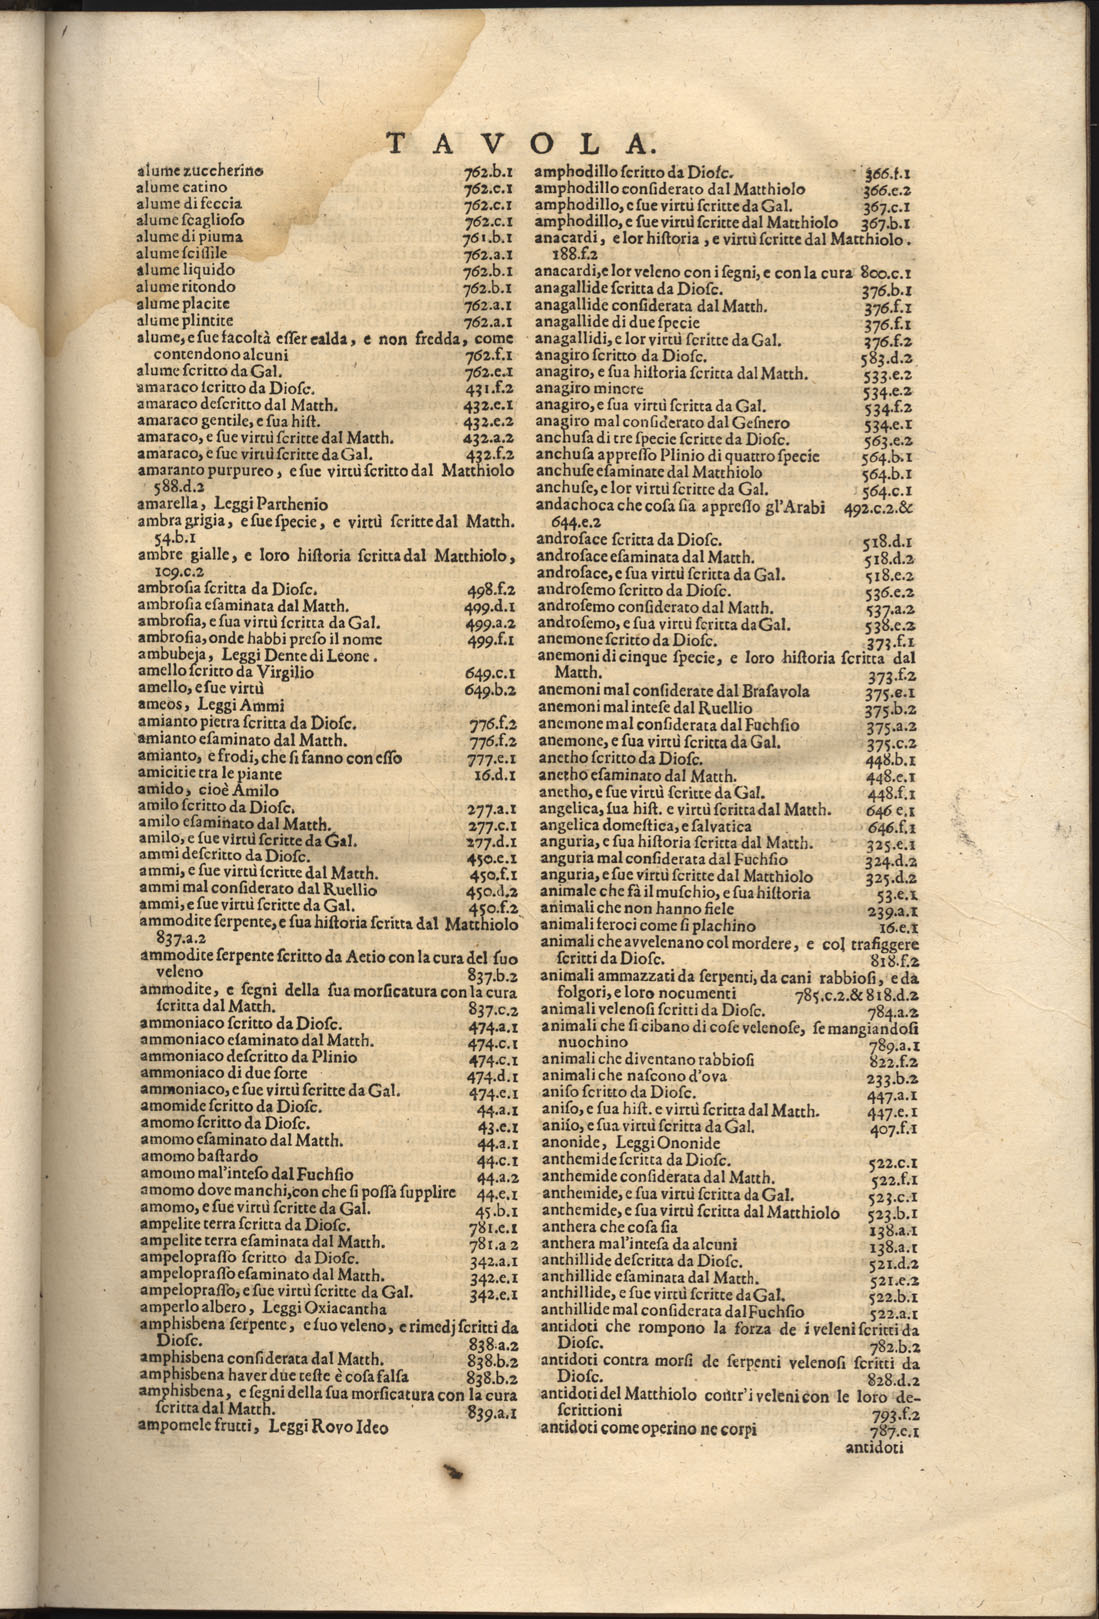 TAVOLA.
alume zuccherino 762.b.1
alume catino 762.c.1
alume di feccia 762.c.1
alume scaglioso 762.c.1
alume di piuma 761.b.1
alume scissile 762.a.1
alume liquido 762.b.1
alume ritondo 762.b.1
alume placite 762.a.1
alume plintite 762.a.1
alume, e sue facoltà esser calda, e non fredda, come
contendono alcuni 762.f.1
alume scritto da Gal. 762.e.1
amaraco scritto da Diosc. 431.f.2
amaraco descritto dal Matth. 432.e.1
amaraco gentile, e sua hist. 432.e.2
amaraco, e sue virtù scritte dal Matth. 432.a.2
amaraco, e sue virtù scritte da Gal. 432.f.2
amaranto purpureo, e sue virtù scritto dal Matthiolo
588.d.2
amarella, Leggi Parthenio
ambra grigia, e sue specie, e virtù scritte dal Matth.
54.b.1
ambre gialle, e loro historia scritta dal Matthiolo,
109.c.2
ambrosia scritta da Diosc. 498.f.2
ambrosia esaminata dal Matth. 499.d.1
ambrosia, e sua virtù scritta da Gal. 499.a.2
ambrosia, onde habbi preso il nome 499.f.1
ambubeja, Leggi Dente di Leone.
amello scritto da Virgilio 649.c.1
amello, e sue virtù 649.b.2
ameos, Leggi Ammi
amianto pietra scritta da Diosc. 776.f.2
amianto esaminato dal Matth. 776.f.2
amianto, e frodi, che si fanno con esso 777.e.1
amicitie tra le piante 16.d.1
amido, cioè Amilo
amilo scritto da Diosc. 277.a.1
amilo esaminato dal Matth. 277.c.1
amilo, e sue virtù scritte da Gal. 277.d.1
ammi descritto da Diosc. 450.e.1
ammi, e sue virtù scritte dal Matth. 450.f.1
ammi mal considerato dal Ruellio 450.d.2
ammi, e sue virtù scritte da Gal. 450.f.2
ammodite serpente, e sua historia scritta dal Matthiolo
837.a.2
ammodite serpente scritto da Aetio con la cura del suo
veleno 837.b.2
ammodite, e segni della sua morsicatura con la cura
scritta dal Matth. 837.c.2
ammoniaco scritto da Diosc. 474.a.1
ammoniaco esaminato dal Matth. 474.c.1
ammoniaco descritto da Plinio 474.c.1
ammoniaco di due sorte 474.d.1
ammoniaco, e sue virtù scritte da Gal. 474.e.1
amomide scritto da Diosc. 44.a.1
amomo scritto da Diosc. 43.e.1
amomo esaminato dal Matth. 44.a.1
amomo bastardo 44.c.1
amomo mal'inteso dal Fuchsio 44.a.2
amomo dove manchi, con che si possa supplire 44.e.1
amomo, e sue virtù scritte da Gal. 45.b.1
ampelite terra scritta da Diosc. 781.e.1
ampelite terra esaminata dal Matth. 781.a 2
ampeloprasso scritto da Diosc. 342.a.1
ampeloprasso esaminato dal Matth. 342.e.1
ampeloprasso, e sue virtù scritte da Gal. 342.e.1
amperlo albero, Leggi Oxiacantha
amphisbena serpente, e suo veleno, e rimedj scritti da
Diosc. 838.a.2
amphisbena considerata dal Matth. 838.b.2
amphisbena haver due teste è cosa falsa 838.b.2
amphisbena, e segni della sua morsicatura con la cura
scritta dal Matth. 839.a.1
ampomele frutti, Leggi Rovo Ideo
amphodillo scritto da Diosc. 366.f.1
amphodillo considerato dal Matthiolo 366.e.2
amphodillo, e sue virtù scritte da Gal. 367.c.1
amphodillo, e sue virtù scritte dal Matthiolo 367.b.1
anacardi, e lor historia, e virtù scritte dal Matthiolo.
188.f.2
anacardi, e lor veleno con i segni, e con la cura 800.c.1
anagallide scritta da Diosc. 376.b.1
anagallide considerata dal Matth. 376.f.1
anagallide di due specie 376.f.1
anagallidi, e lor virtù scritte da Gal. 376.f.2
anagiro scritto da Diosc. 583.d.2
anagiro, e sua historia scritta dal Matth. 533.e.2
anagiro minore 534.e.2
anagiro, e sua virtù scritta da Gal. 534.f.2
anagiro mal considerato dal Gesnero 534.e.1
anchusa di tre specie scritte da Diosc. 563.e.2
anchusa appresso Plinio di quattro specie 564.b.1
anchuse esaminate dal Matthiolo 564.b.1
anchuse, e lor virtù scritte da Gal. 564.c.1
andachoca che cosa sia appresso gl'Arabi 492.c.2.&
644.e.2
androsace scritta da Diosc. 518.d.1
androsace esaminata dal Matth. 518.d.2
androsace, e sua virtù scritta da Gal. 518.e.2
androsemo scritto da Diosc. 536.e.2
androsemo considerato dal Matth. 537.a.2
androsemo, e sua virtù scritta da Gal. 538.e.2
anemone scritto da Diosc. 373.f.1
anemoni di cinque specie, e loro historia scritta dal
Matth. 373.f.2
anemoni mal considerate dal Brasavola 375.e.1
anemoni mal intese dal Ruellio 375.b.2
anemone mal considerata dal Fuchsio 375.a.2
anemone, e sua virtù scritta da Gal. 375.c.2
anetho scritto da Diosc. 448.b.1
anetho esaminato dal Matth. 448.e.1
anetho, e sue virtù scritte da Gal. 448.f.1
angelica, sua hist. e virtù scritta dal Matth. 646 e.1
angelica domestica, e salvatica 646.f.1
anguria, e sua historia scritta dal Matth. 325.e.1
anguria mal considerata dal Fuchsio 324.d.2
anguria, e sue virtù scritte dal Matthiolo 325.d.2
animale che fà il muschio, e sua historia 53.e.1
animali che non hanno fiele 239.a.1
animali feroci come si plachino 16.e.1
animali che avvelenano col mordere, e col trafiggere
scritti da Diosc. 818.f.2
animali ammazzati da serpenti, da cani rabbiosi, e da
folgori, e loro nocumenti 785.c.2.&818.d.2
animali velenosi scritti da Diosc. 784.a.2
animali che si cibano di cose velenose, se mangiandosi
nuochino 789.a.1
animali che diventano rabbiosi 822.f.2
animali che nascono d'ova 233.b.2
aniso scritto da Diosc. 447.a.1
aniso, e sua hist. e virtù scritta dal Matth. 447.e.1
aniso, e sua virtù scritta da Gal. 407.f.1
anonide, Leggi Ononide
anthemide scritta da Diosc. 522.c.1
anthemide considerata dal Matth. 522.f.1
anthemide, e sua virtù scritta da Gal. 523.c.1
anthemide, e sua virtù scritta dal Matthiolo 523.b.1
anthera che cosa sia 138.a.1
anthera mal'intesa da alcuni 138.a.1
anthillide descritta da Diosc. 521.d.2
anthillide esaminata dal Matth. 521.e.2
anthillide, e sue virtù scritte da Gal. 522.b.1
anthillide mal considerata dal Fuchsio 522.a.1
antidoti che rompono la forza de i veleni scritti da
Diosc. 782.b.2
antidoti contra morsi de serpenti velenosi scritti da
Diosc. 828.d.2
antidoti del Matthiolo contr'i veleni con le loro de-
scrittioni 793.f.2
antidoti come operino ne corpi 787.e.1
antidoti